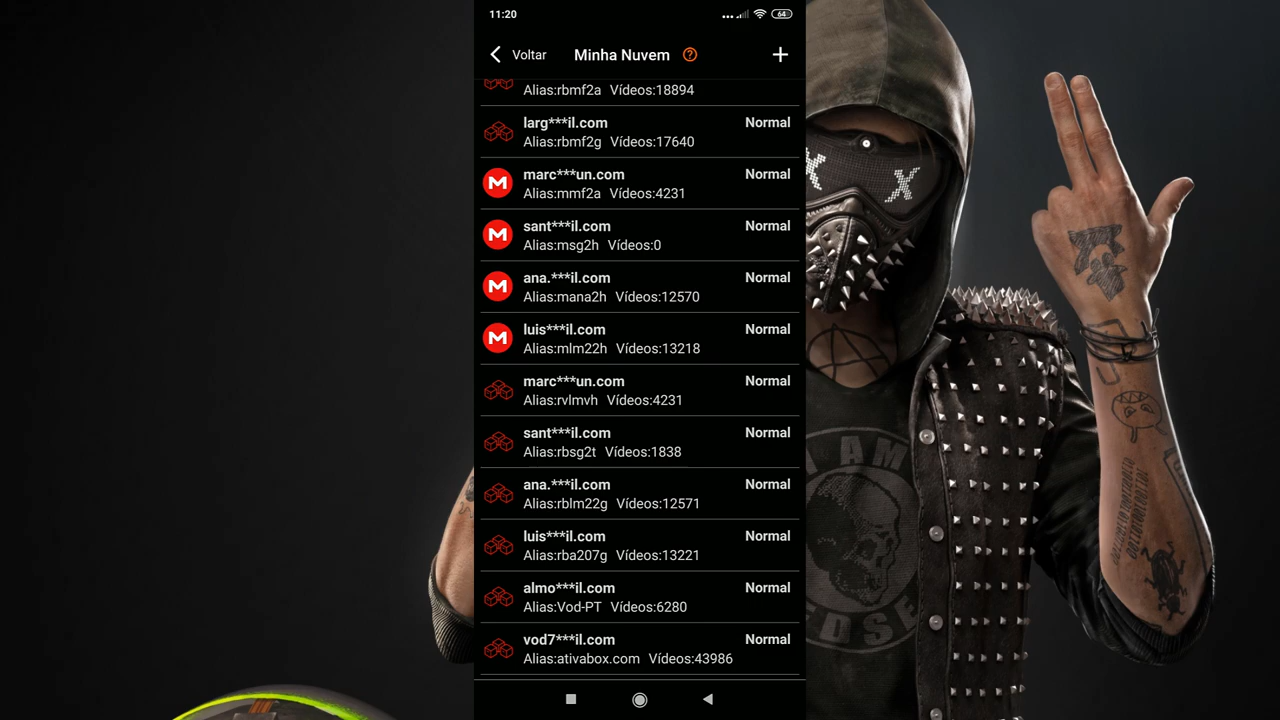 11:20
64
Voltar Minha Nuvem ? +
Alias:rbmf2a Vídeos:18894
larg***il.com Normal
Alias:rbmf2g Vídeos:17640
M
marc***un.com Normal
Alias:mmf2a Vídeos:4231
M
sant***il.com Normal
Alias:msg2h Vídeos:0
M
ana.***il.com Normal
Alias:mana2h Vídeos:12570
M
luis***il.com Normal
Alias:mlm22h Vídeos:13218
marc***un.com Normal
Alias:rvlmvh Vídeos:4231
sant***il.com Normal
Alias:rbsg2t Vídeos:1838
ana.***il.com Normal
Alias:rblm22g Vídeos:12571
luis***il.com Normal
Alias:rba207g Vídeos:13221
almo***il.com Normal
Alias:Vod-PT Vídeos:6280
vod7***il.com Normal
Alias:ativabox.com Vídeos:43986
I AM